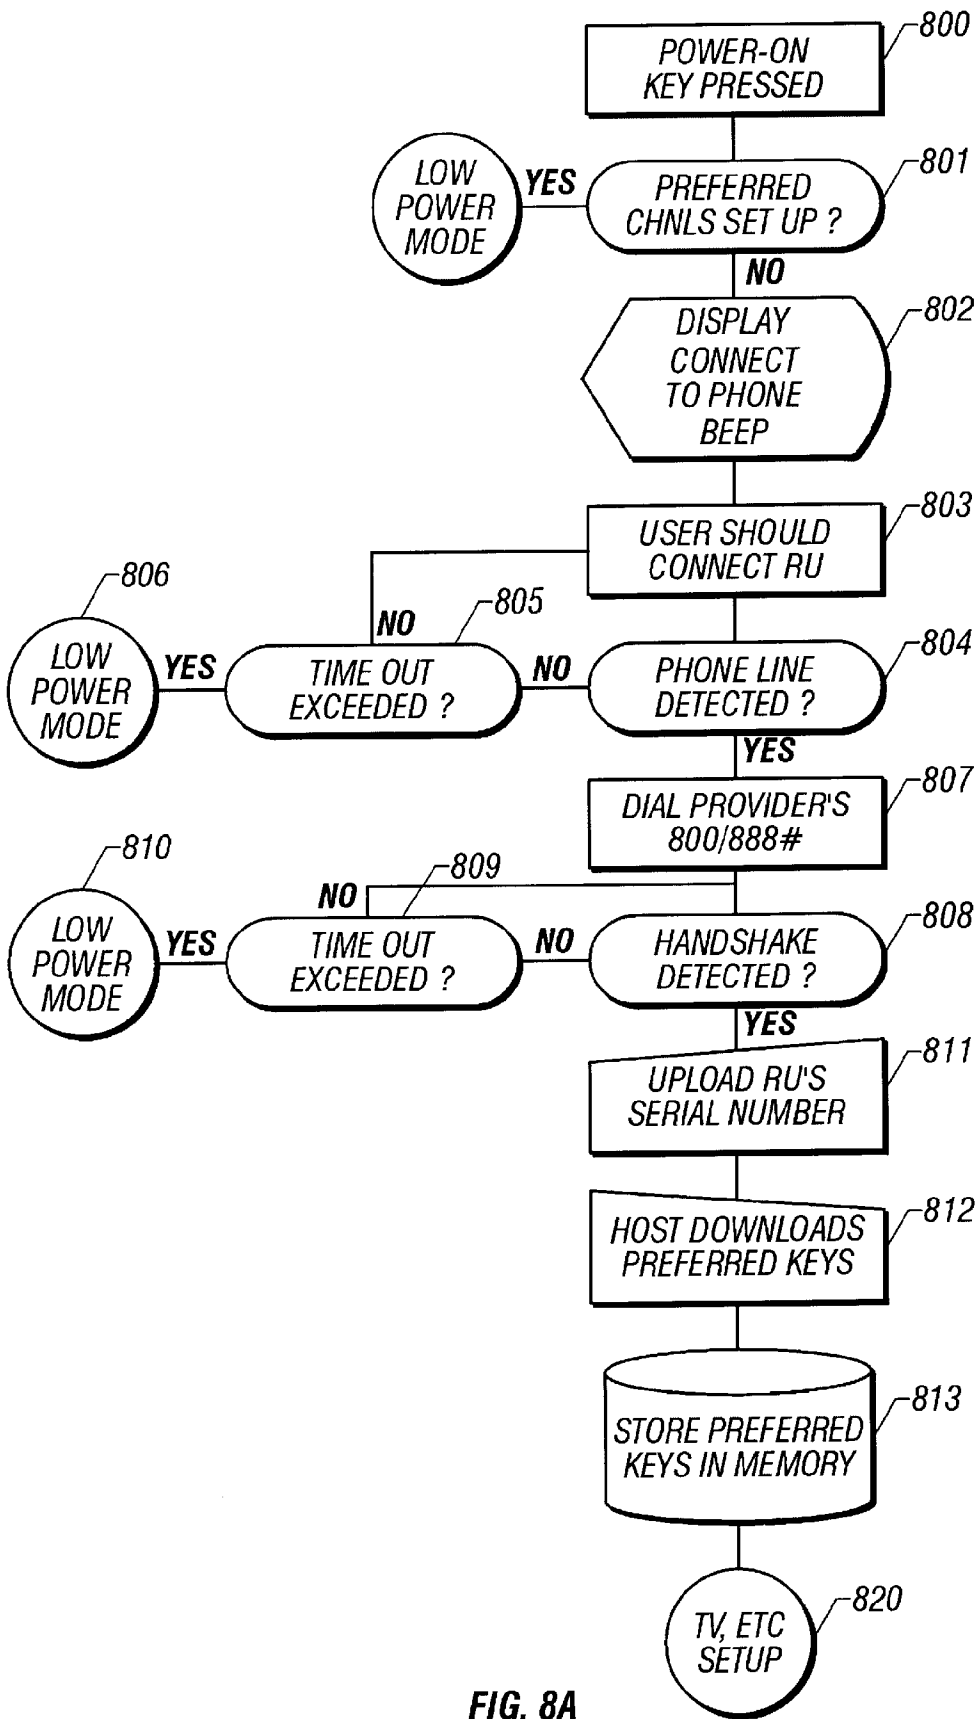 800
POWER-ON
KEY PRESSED
801
LOW
POWER
MODE
YES
PREFERRED
CHNLS SET UP ?
NO
802
DISPLAY
CONNECT
TO PHONE
BEEP
803
USER SHOULD
CONNECT RU
806
805
NO
804
LOW
POWER
MODE
YES
TIME OUT
EXCEEDED ?
NO
PHONE LINE
DETECTED ?
YES
807
DIAL PROVIDER'S
800/888#
810
809
NO
808
LOW
POWER
MODE
YES
TIME OUT
EXCEEDED ?
NO
HANDSHAKE
DETECTED ?
YES
811
UPLOAD RU'S
SERIAL NUMBER
812
HOST DOWNLOADS
PREFERRED KEYS
813
STORE PREFERRED
KEYS IN MEMORY
820
TV, ETC
SETUP
FIG. 8A